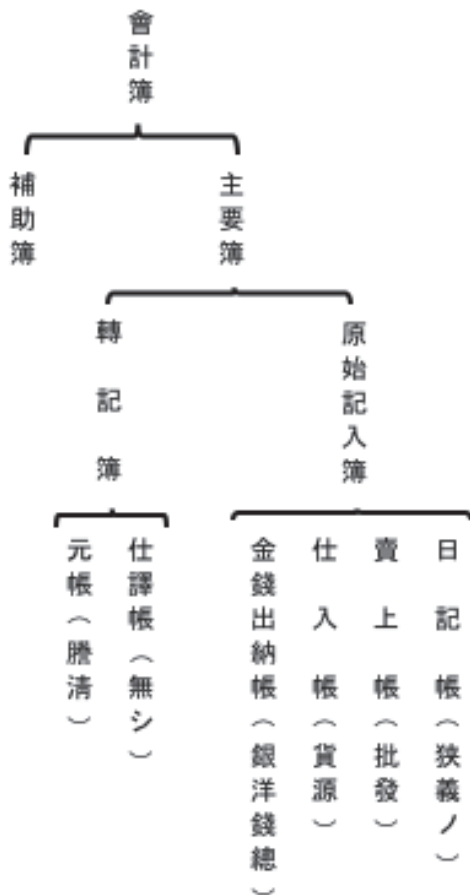 會計簿
主要簿
補助簿
原始記入簿
轉記簿
日記帳（狹義ノ）
賣上帳（批發）
仕入帳（貨源）
金錢出納帳（銀洋錢總）
仕譯帳（無シ）
元帳（謄清）